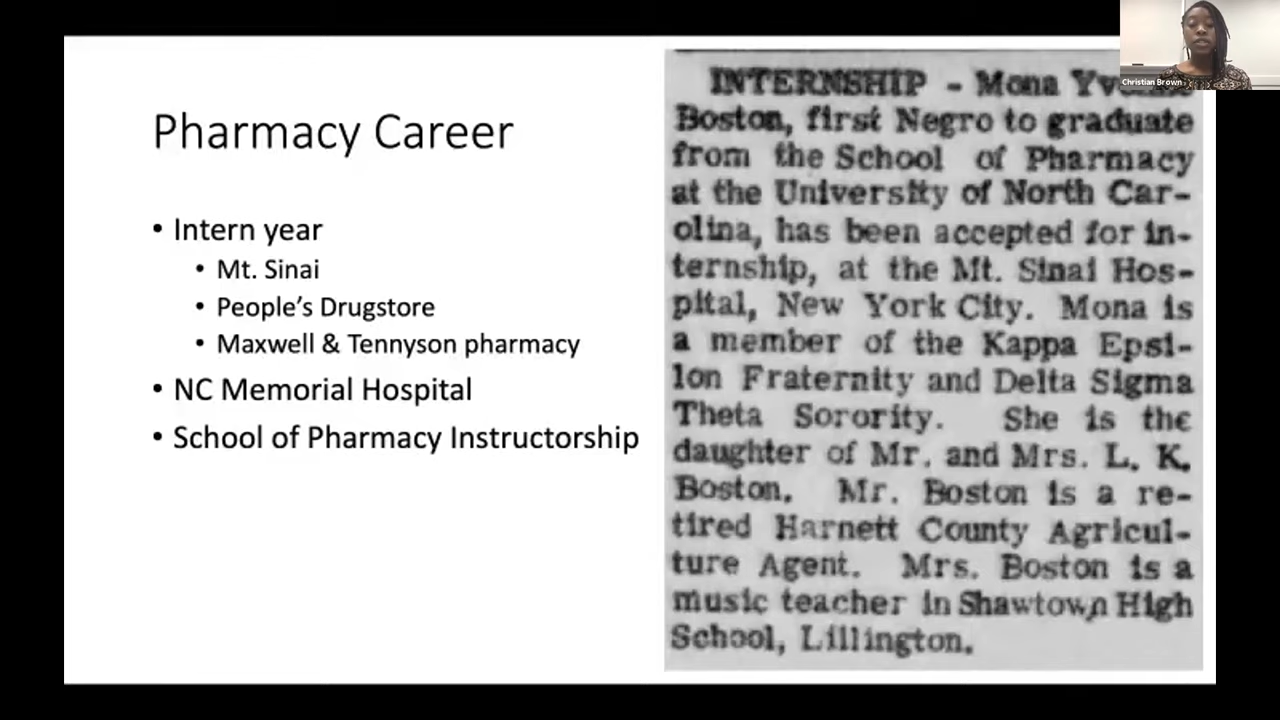 Pharmacy Career
• Intern year
• Mt. Sinai
• People's Drugstore
• Maxwell & Tennyson pharmacy
• NC Memorial Hospital
• School of Pharmacy Instructorship
INTERNSHIP - Mona
Boston, first Negro to graduate
from the School of Pharmacy
at the University of North Car-
olina, has been accepted for in-
ternship, at the Mt. Sinai Hos-
pital, New York City. Mona is
a member of the Kappa Epsi-
lon Fraternity and Delta Sigma
Theta Sorority. She is the
daughter of Mr. and Mrs. L. K.
Boston. Mr. Boston is a re-
tired Harnett County Agricul-
ture Agent. Mrs. Boston is a
music teacher in Shawtown High
School, Lillington.
Christian Brown